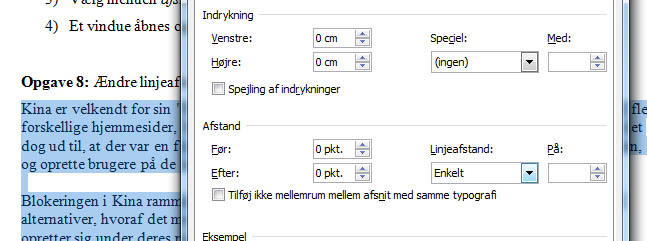 3) Vælg menuen
4) Et vindue åbnes o
Opgave 8: Ændre linjeaf
Kina er velkendt for sin " fle
forskellige hjemmesider, et
dog ud til, at der var en f n,
og oprette brugere på de
Blokeringen i Kina ramm
alternativer, hvoraf det m
opretter sig under deres
Indrykning
Venstre: 0 cm Speciel: Med:
Højre: 0 cm (ingen)
Spejling af indrykninger
Afstand
Før: 0 pkt. Linjeafstand: På:
Efter: 0 pkt. Enkelt
Tilføj ikke mellemrum mellem afsnit med samme typografi
Eksempel